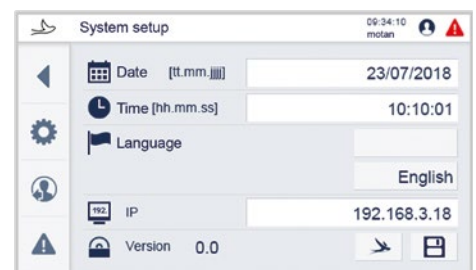 System setup
09:34:10
motan
Date [tt.mm.jjjj] 23/07/2018
Time [hh.mm.ss] 10:10:01
Language
English
192. IP 192.168.3.18
Version 0.0